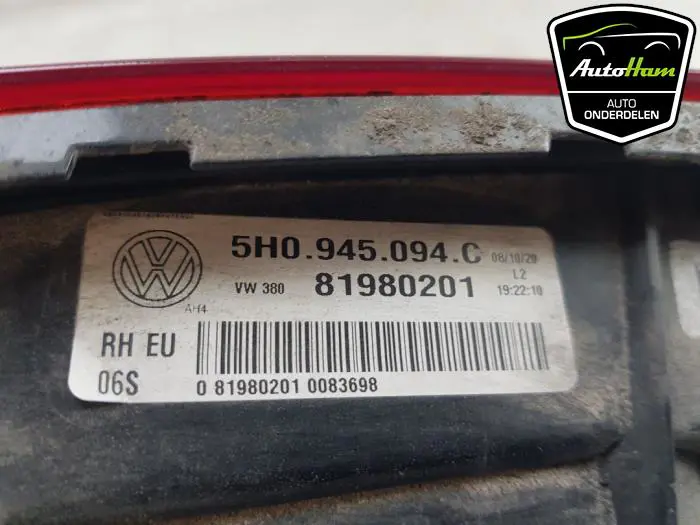 AutoHam
AUTO
ONDERDELEN
5H0.945.094.C
08/10/20
VW 380
81980201
L2
19:22:10
AH4
RH EU
06S
0 81980201 0083698